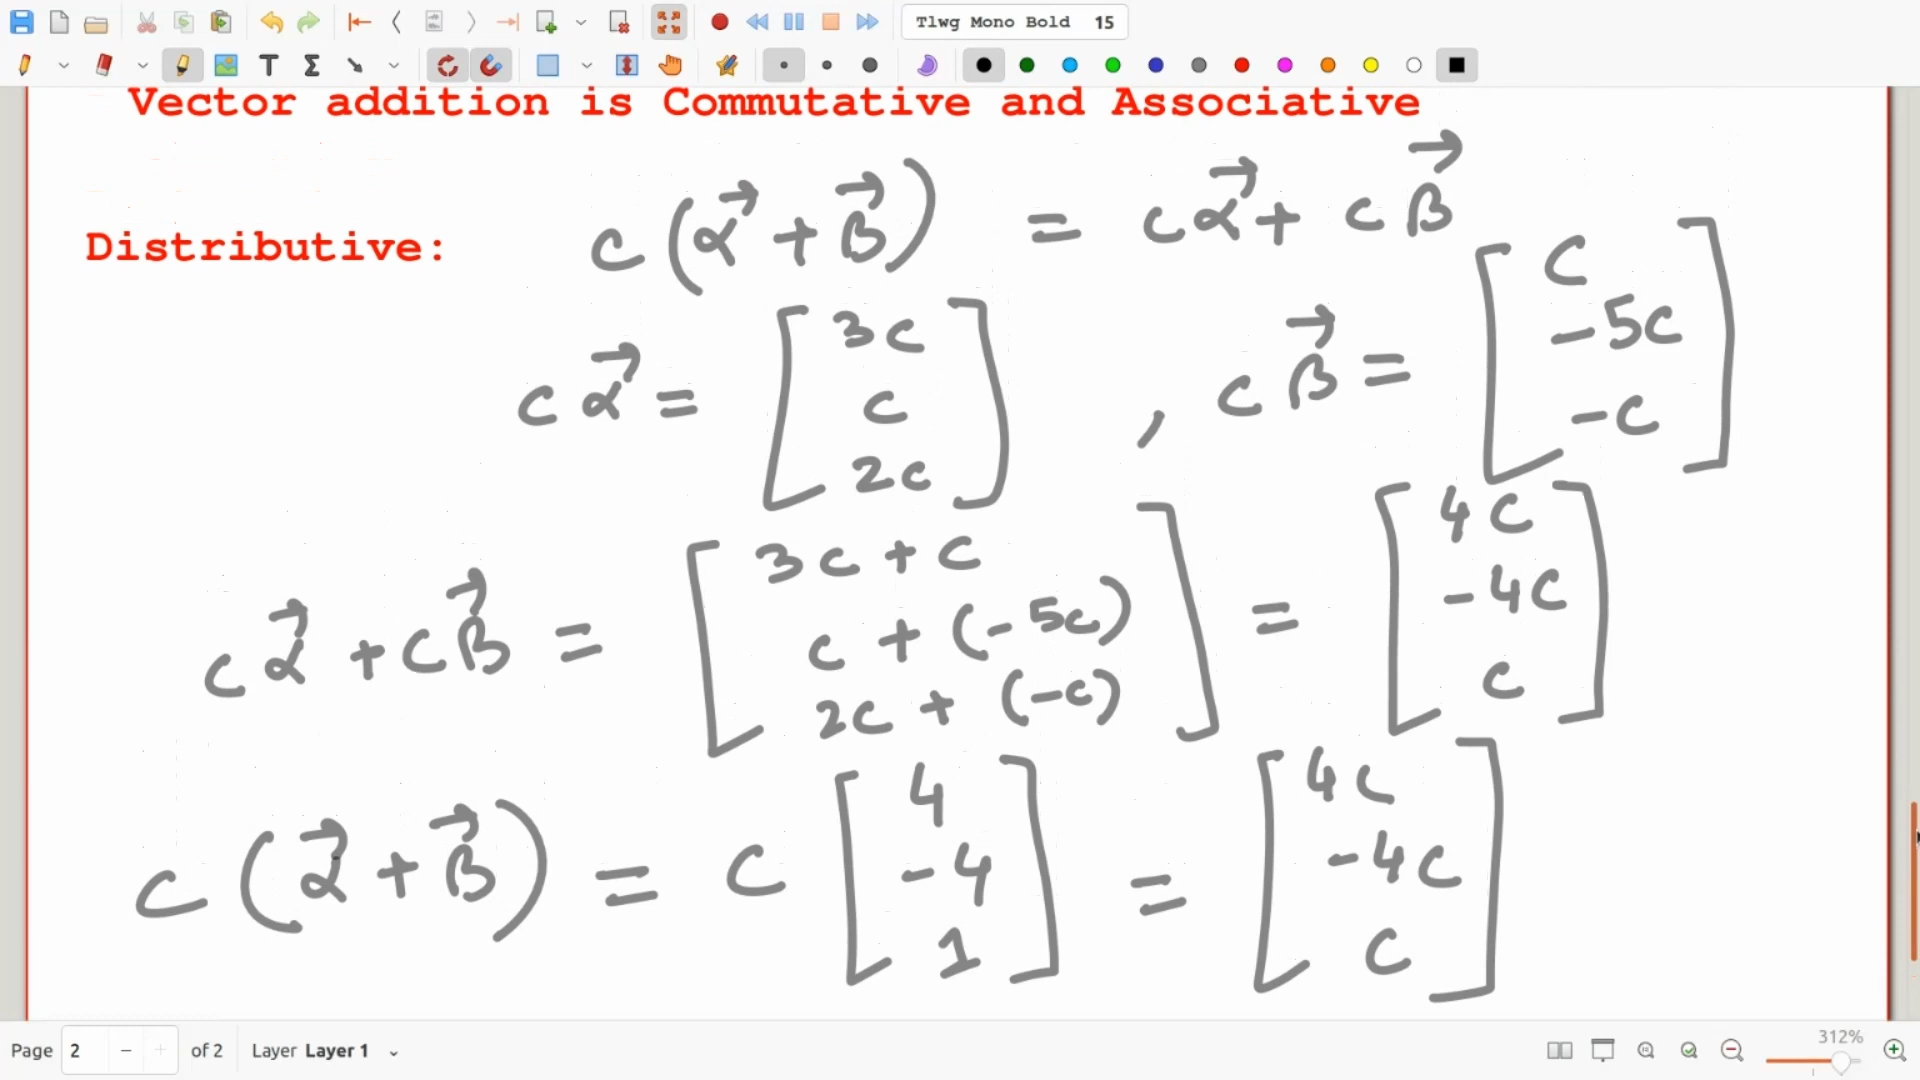 Tlwg Mono Bold 15
Vector addition is Commutative and Associative
Distributive: c(α⃗ + β⃗) = cα⃗ + cβ⃗
cα⃗ = [3c c 2c] , cβ⃗ = [c -5c -c]
cα⃗ + cβ⃗ = [3c + c c + (-5c) 2c + (-c)] = [4c -4c c]
c(α⃗ + β⃗) = c [4 -4 1] = [4c -4c c]
Page 2 of 2 Layer Layer 1 312%